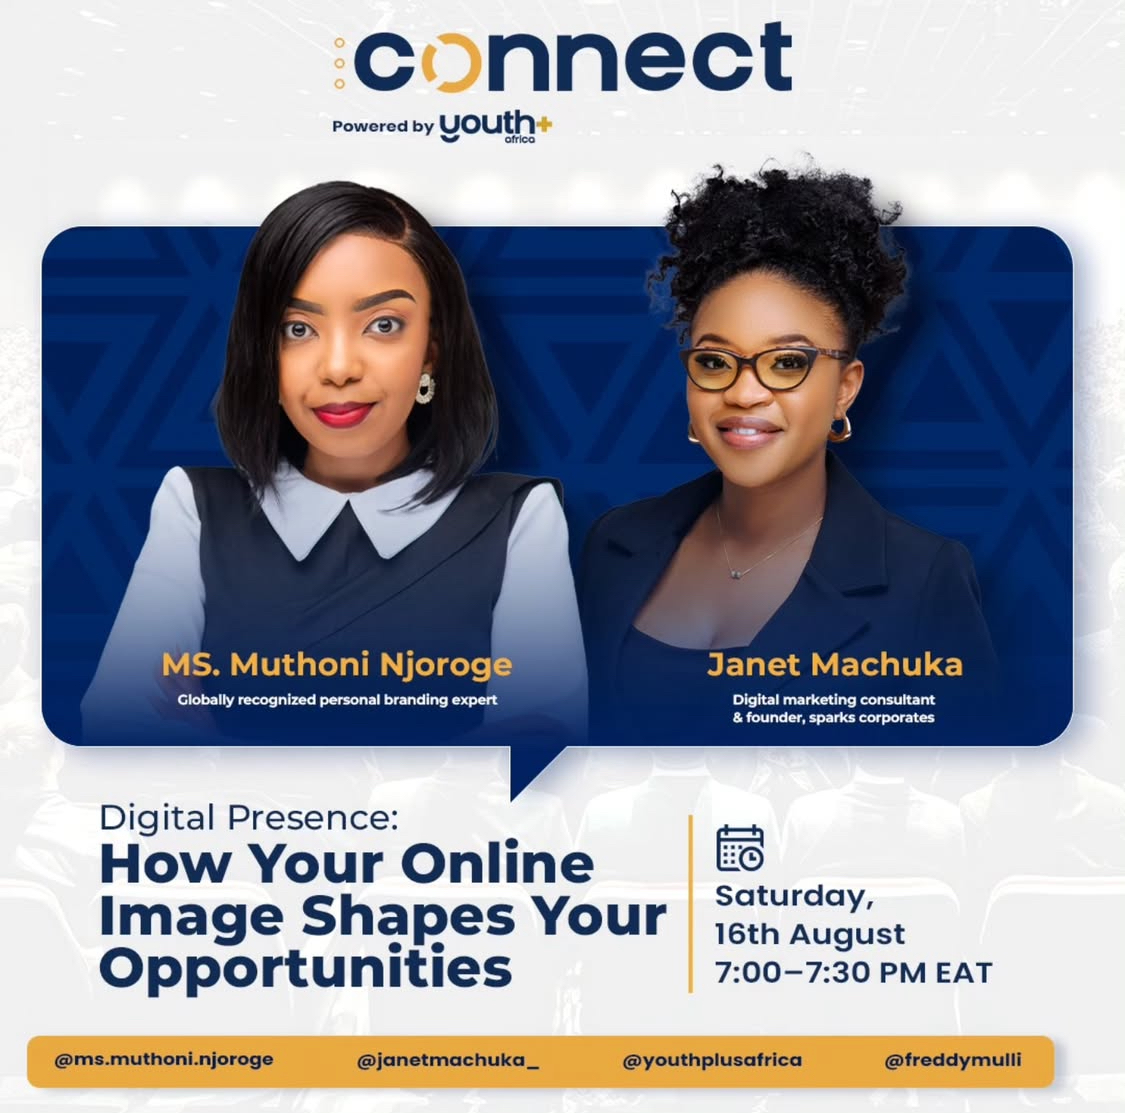 connect
Powered by youth+
africa
MS. Muthoni Njoroge
Globally recognized personal branding expert
Janet Machuka
Digital marketing consultant
& founder, sparks corporates
Digital Presence:
How Your Online
Image Shapes Your
Opportunities
Saturday,
16th August
7:00–7:30 PM EAT
@ms.muthoni.njoroge @janetmachuka_ @youthplusafrica @freddymulli